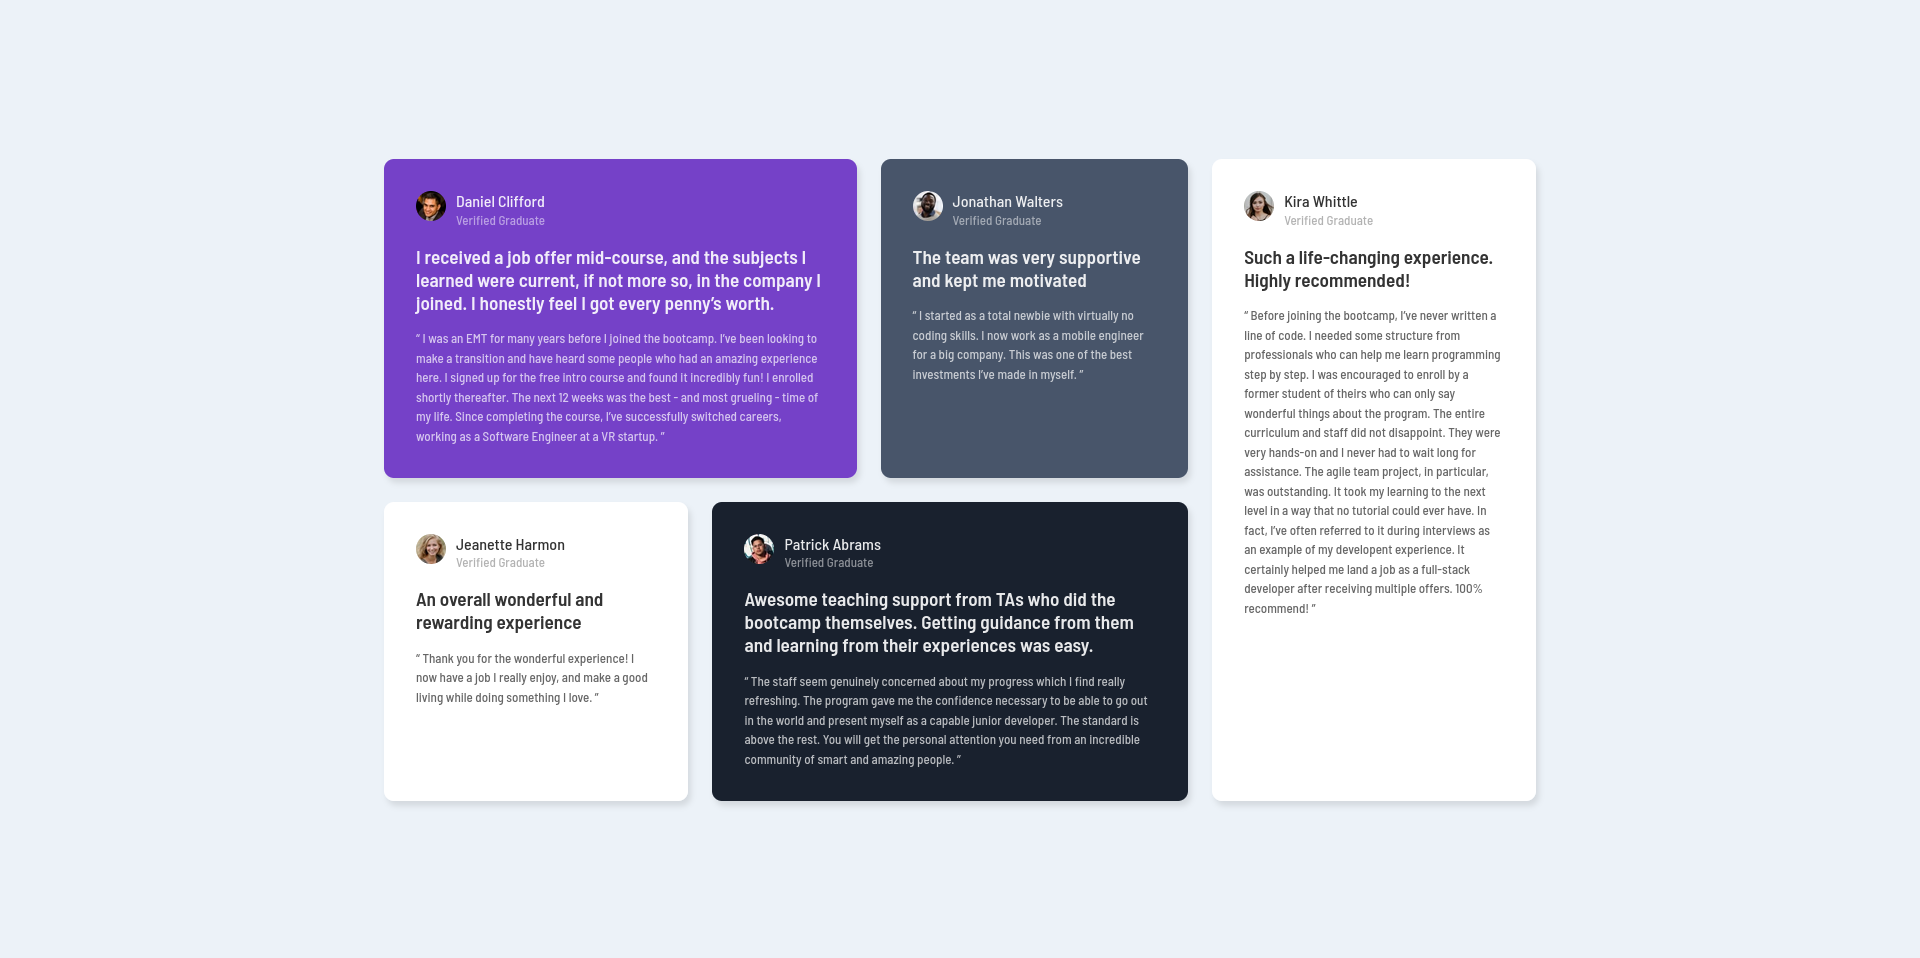 Daniel Clifford
Verified Graduate
I received a job offer mid-course, and the subjects I
learned were current, if not more so, in the company I
joined. I honestly feel I got every penny’s worth.
“ I was an EMT for many years before I joined the bootcamp. I’ve been looking to
make a transition and have heard some people who had an amazing experience
here. I signed up for the free intro course and found it incredibly fun! I enrolled
shortly thereafter. The next 12 weeks was the best - and most grueling - time of
my life. Since completing the course, I’ve successfully switched careers,
working as a Software Engineer at a VR startup. ”
Jonathan Walters
Verified Graduate
The team was very supportive
and kept me motivated
“ I started as a total newbie with virtually no
coding skills. I now work as a mobile engineer
for a big company. This was one of the best
investments I’ve made in myself. ”
Kira Whittle
Verified Graduate
Such a life-changing experience.
Highly recommended!
“ Before joining the bootcamp, I’ve never written a
line of code. I needed some structure from
professionals who can help me learn programming
step by step. I was encouraged to enroll by a
former student of theirs who can only say
wonderful things about the program. The entire
curriculum and staff did not disappoint. They were
very hands-on and I never had to wait long for
assistance. The agile team project, in particular,
was outstanding. It took my learning to the next
level in a way that no tutorial could ever have. In
fact, I’ve often referred to it during interviews as
an example of my developent experience. It
certainly helped me land a job as a full-stack
developer after receiving multiple offers. 100%
recommend! ”
Jeanette Harmon
Verified Graduate
An overall wonderful and
rewarding experience
“ Thank you for the wonderful experience! I
now have a job I really enjoy, and make a good
living while doing something I love. ”
Patrick Abrams
Verified Graduate
Awesome teaching support from TAs who did the
bootcamp themselves. Getting guidance from them
and learning from their experiences was easy.
“ The staff seem genuinely concerned about my progress which I find really
refreshing. The program gave me the confidence necessary to be able to go out
in the world and present myself as a capable junior developer. The standard is
above the rest. You will get the personal attention you need from an incredible
community of smart and amazing people. ”